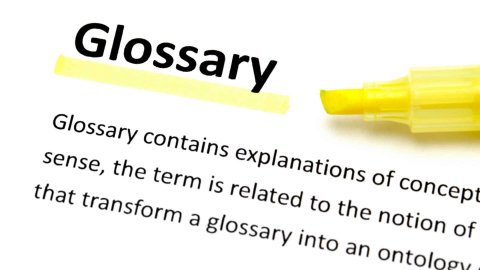 Glossary
Glossary contains explanations of concept
sense, the term is related to the notion of
that transform a glossary into an ontology